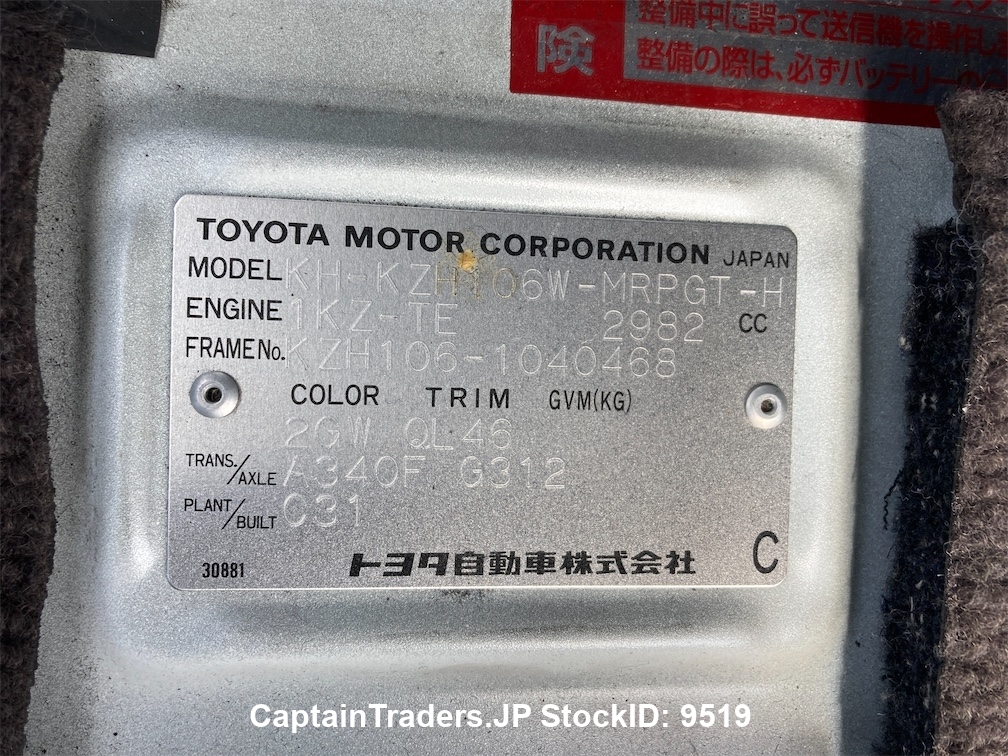 険
整備中に誤って送信機を操作し
整備の際は、必ずバッテリーの
TOYOTA MOTOR CORPORATION JAPAN
MODEL KH-KZH106W-MRPGT-H
ENGINE 1KZ-TE 2982 CC
FRAME No. KZH106-1040468
COLOR TRIM GVM(KG)
2GW QL46
TRANS./AXLE A340F G312
PLANT/BUILT C31
30881 トヨタ自動車株式会社 C
CaptainTraders.JP StockID: 9519